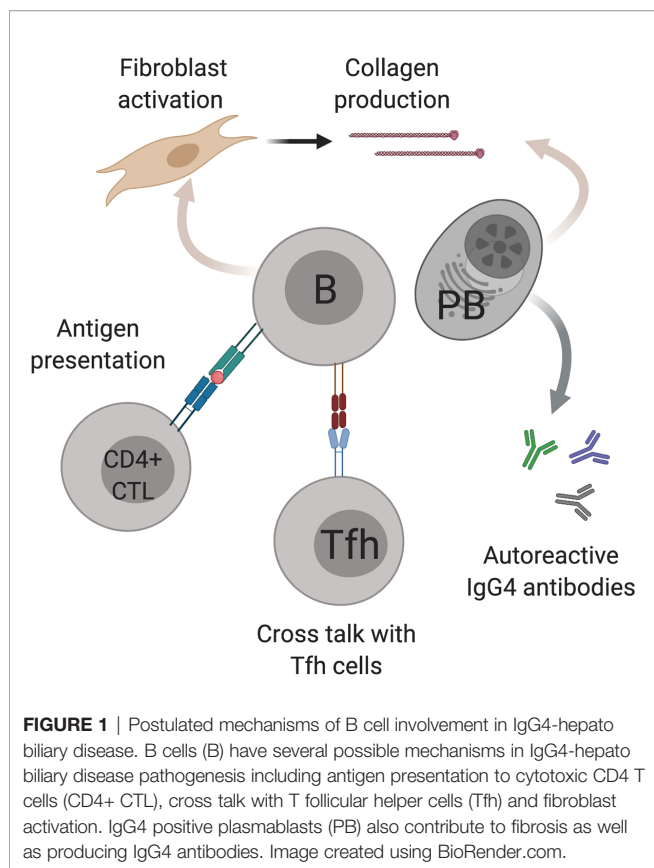 Fibroblast
activation
Collagen
production
B
PB
Antigen
presentation
CD4+
CTL
Tfh
Autoreactive
IgG4 antibodies
Cross talk with
Tfh cells
FIGURE 1 | Postulated mechanisms of B cell involvement in IgG4-hepato
biliary disease. B cells (B) have several possible mechanisms in IgG4-hepato
biliary disease pathogenesis including antigen presentation to cytotoxic CD4 T
cells (CD4+ CTL), cross talk with T follicular helper cells (Tfh) and fibroblast
activation. IgG4 positive plasmablasts (PB) also contribute to fibrosis as well
as producing IgG4 antibodies. Image created using BioRender.com.